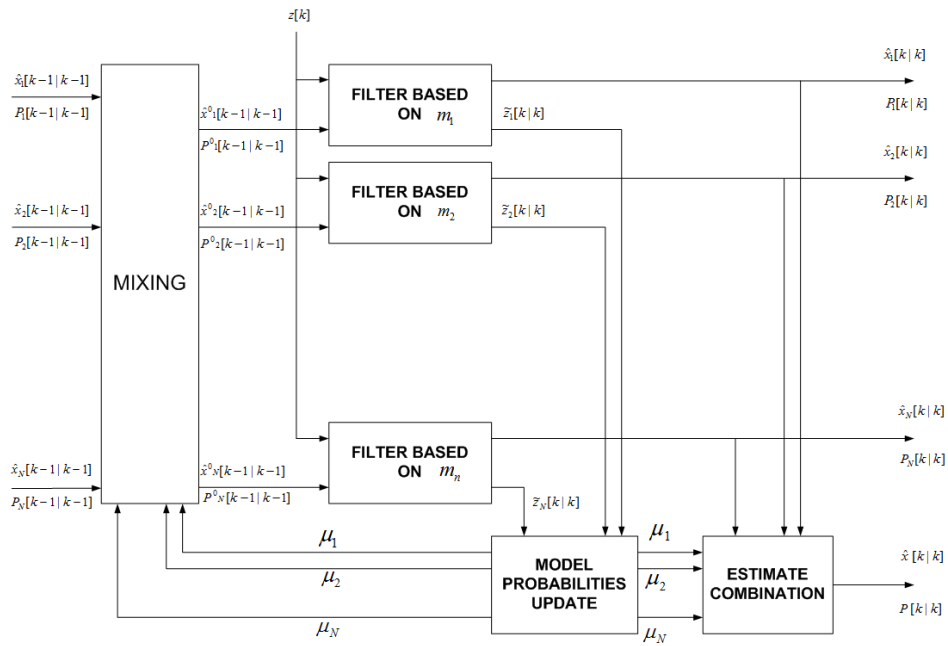 z[k]
x̂₁[k−1|k−1]
P₁[k−1|k−1]
x̂⁰₁[k−1|k−1]
P⁰₁[k−1|k−1]
FILTER BASED
ON m₁
x̂₁[k|k]
P₁[k|k]
z̃₁[k|k]
x̂₂[k−1|k−1]
P₂[k−1|k−1]
x̂⁰₂[k−1|k−1]
P⁰₂[k−1|k−1]
FILTER BASED
ON m₂
x̂₂[k|k]
P₂[k|k]
z̃₂[k|k]
MIXING
x̂_N[k−1|k−1]
P_N[k−1|k−1]
x̂⁰_N[k−1|k−1]
P⁰_N[k−1|k−1]
FILTER BASED
ON mₙ
x̂_N[k|k]
P_N[k|k]
z̃_N[k|k]
μ₁
μ₂
μ_N
MODEL
PROBABILITIES
UPDATE
μ₁
μ₂
μ_N
ESTIMATE
COMBINATION
x̂[k|k]
P[k|k]